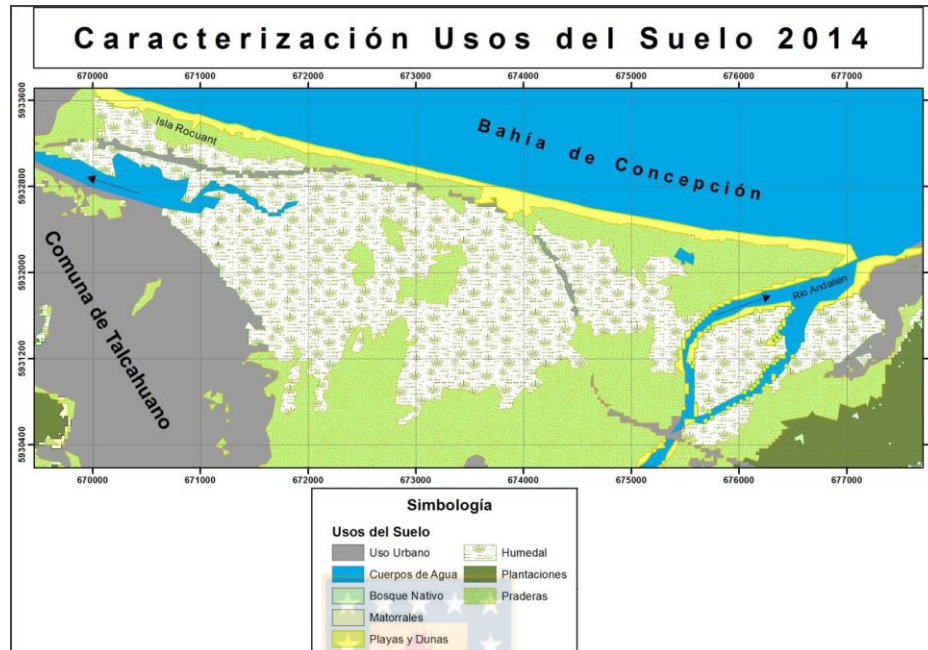 Caracterización Usos del Suelo 2014
670000 671000 672000 673000 674000 675000 676000 677000
5933600
5932800
5932000
5931200
5930400
Isla Rocuant
Bahía de Concepción
Comuna de Talcahuano
Río Andalién
670000 671000 672000 673000 674000 675000 676000 677000
Simbología
Usos del Suelo
Uso Urbano
Cuerpos de Agua
Bosque Nativo
Matorrales
Playas y Dunas
Humedal
Plantaciones
Praderas